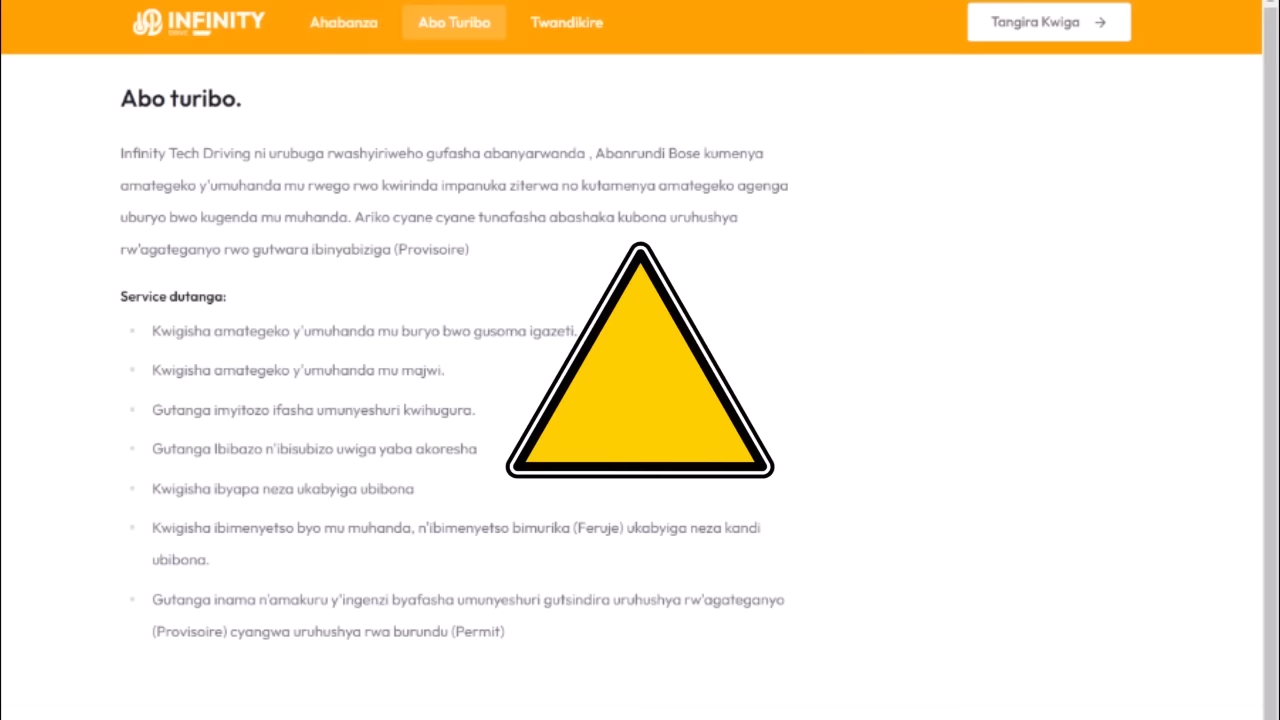 INFINITY
Ahabanza
Abo Turibo
Twandikire
Tangira Kwiga
Abo turibo.
Infinity Tech Driving ni urubuga rwashyiriweho gufasha abanyarwanda , Abanrundi Bose kumenya
amategeko y'umuhanda mu rwego rwo kwirinda impanuka ziterwa no kutamenya amategeko agenga
uburyo bwo kugenda mu muhanda. Ariko cyane cyane tunafasha abashaka kubona uruhushya
rw'agateganyo rwo gutwara ibinyabiziga (Provisoire)
Service dutanga:
Kwigisha amategeko y'umuhanda mu buryo bwo gusoma igazeti.
Kwigisha amategeko y'umuhanda mu majwi.
Gutanga imyitozo ifasha umunyeshuri kwihugura.
Gutanga Ibibazo n'ibisubizo uwiga yaba akoresha
Kwigisha ibyapa neza ukabyiga ubibona
Kwigisha ibimenyetso byo mu muhanda, n'ibimenyetso bimurika (Feruje) ukabyiga neza kandi
ubibona.
Gutanga inama n'amakuru y'ingenzi byafasha umunyeshuri gutsindira uruhushya rw'agateganyo
(Provisoire) cyangwa uruhushya rwa burundu (Permit)